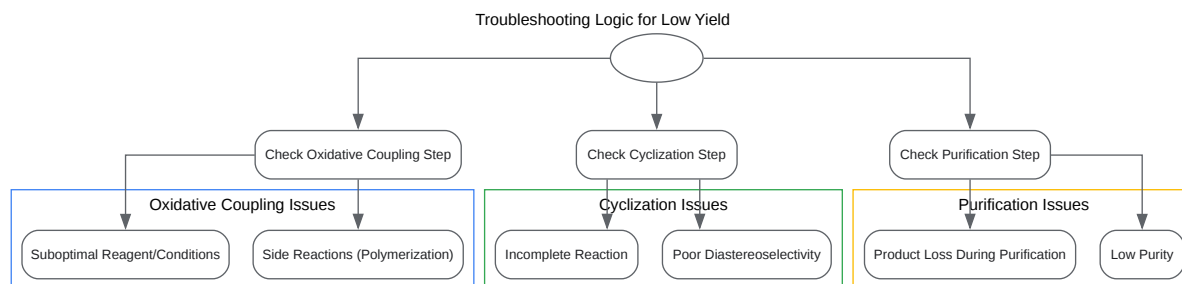 Troubleshooting Logic for Low Yield
Check Oxidative Coupling Step
Check Cyclization Step
Check Purification Step
Oxidative Coupling Issues
Cyclization Issues
Purification Issues
Suboptimal Reagent/Conditions
Side Reactions (Polymerization)
Incomplete Reaction
Poor Diastereoselectivity
Product Loss During Purification
Low Purity